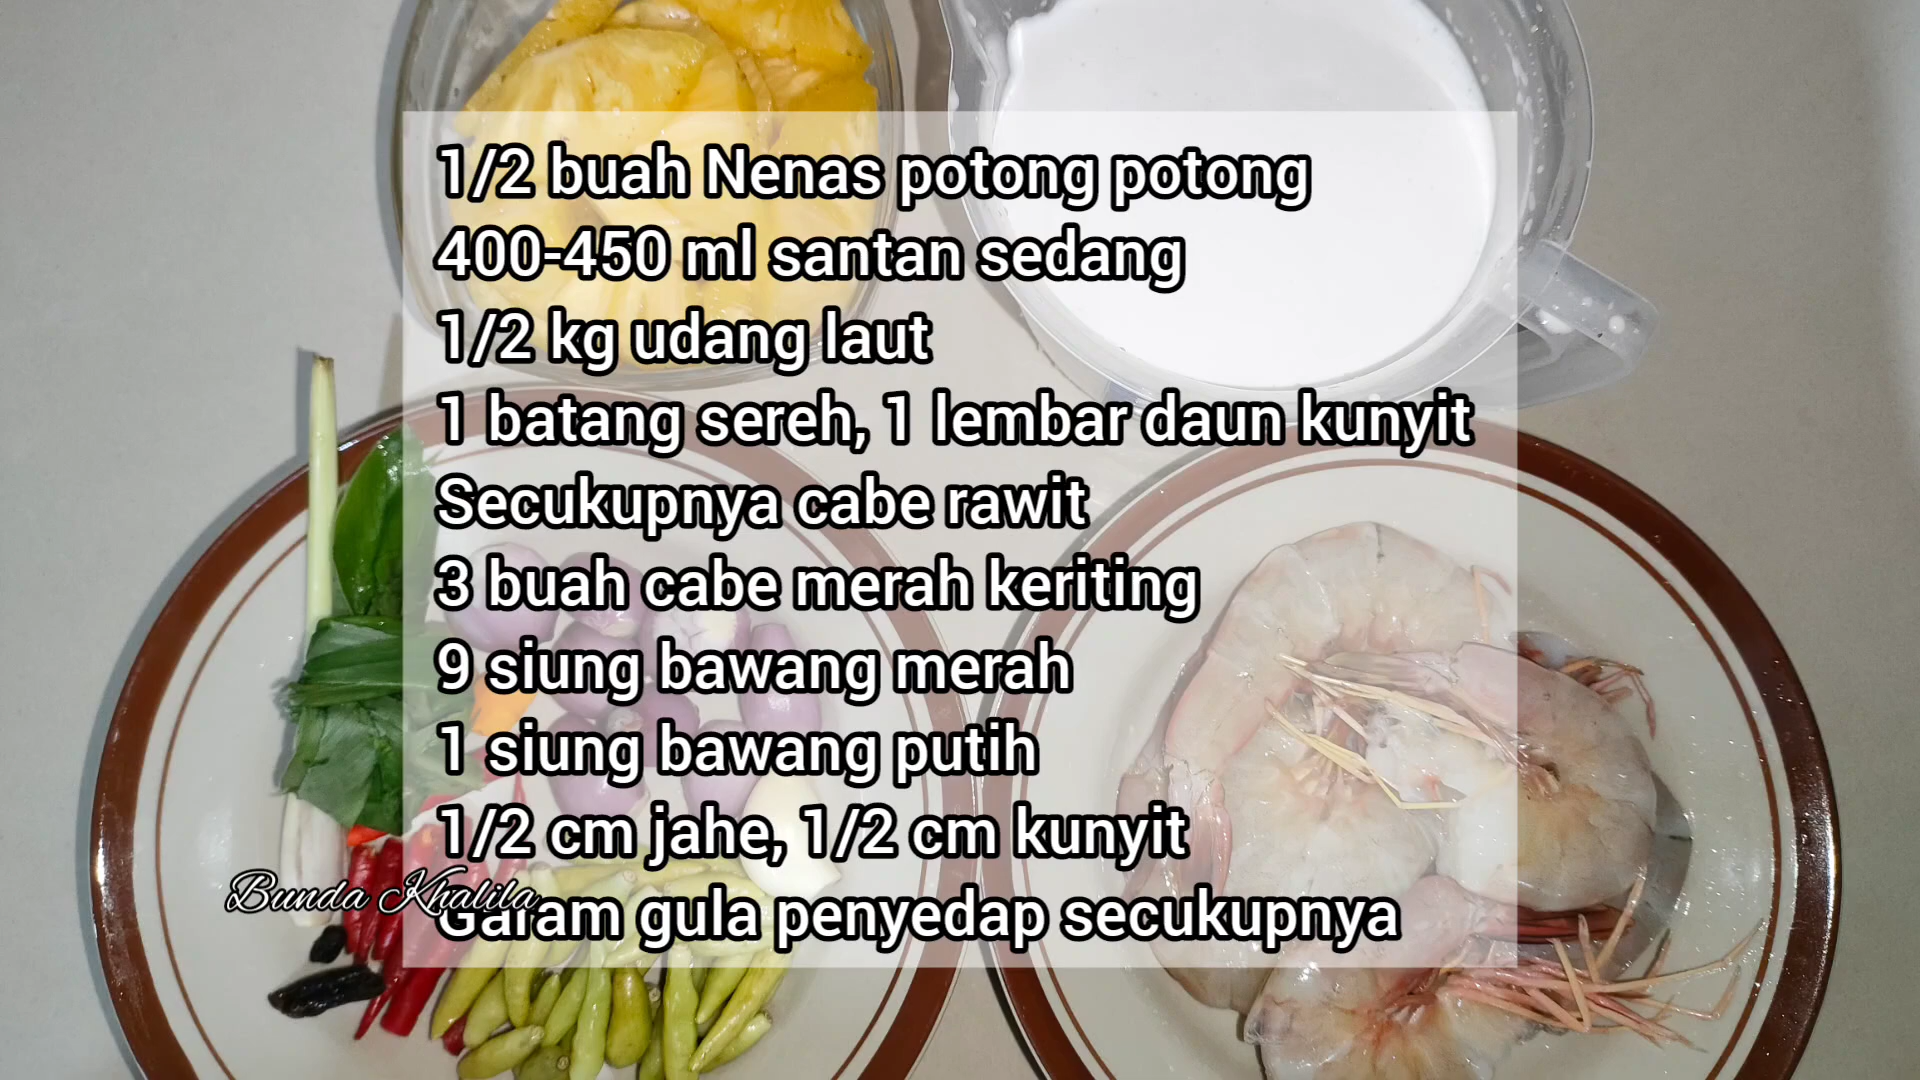 1/2 buah Nenas potong potong
400-450 ml santan sedang
1/2 kg udang laut
1 batang sereh, 1 lembar daun kunyit
Secukupnya cabe rawit
3 buah cabe merah keriting
9 siung bawang merah
1 siung bawang putih
1/2 cm jahe, 1/2 cm kunyit
Bunda Khalila
Garam gula penyedap secukupnya